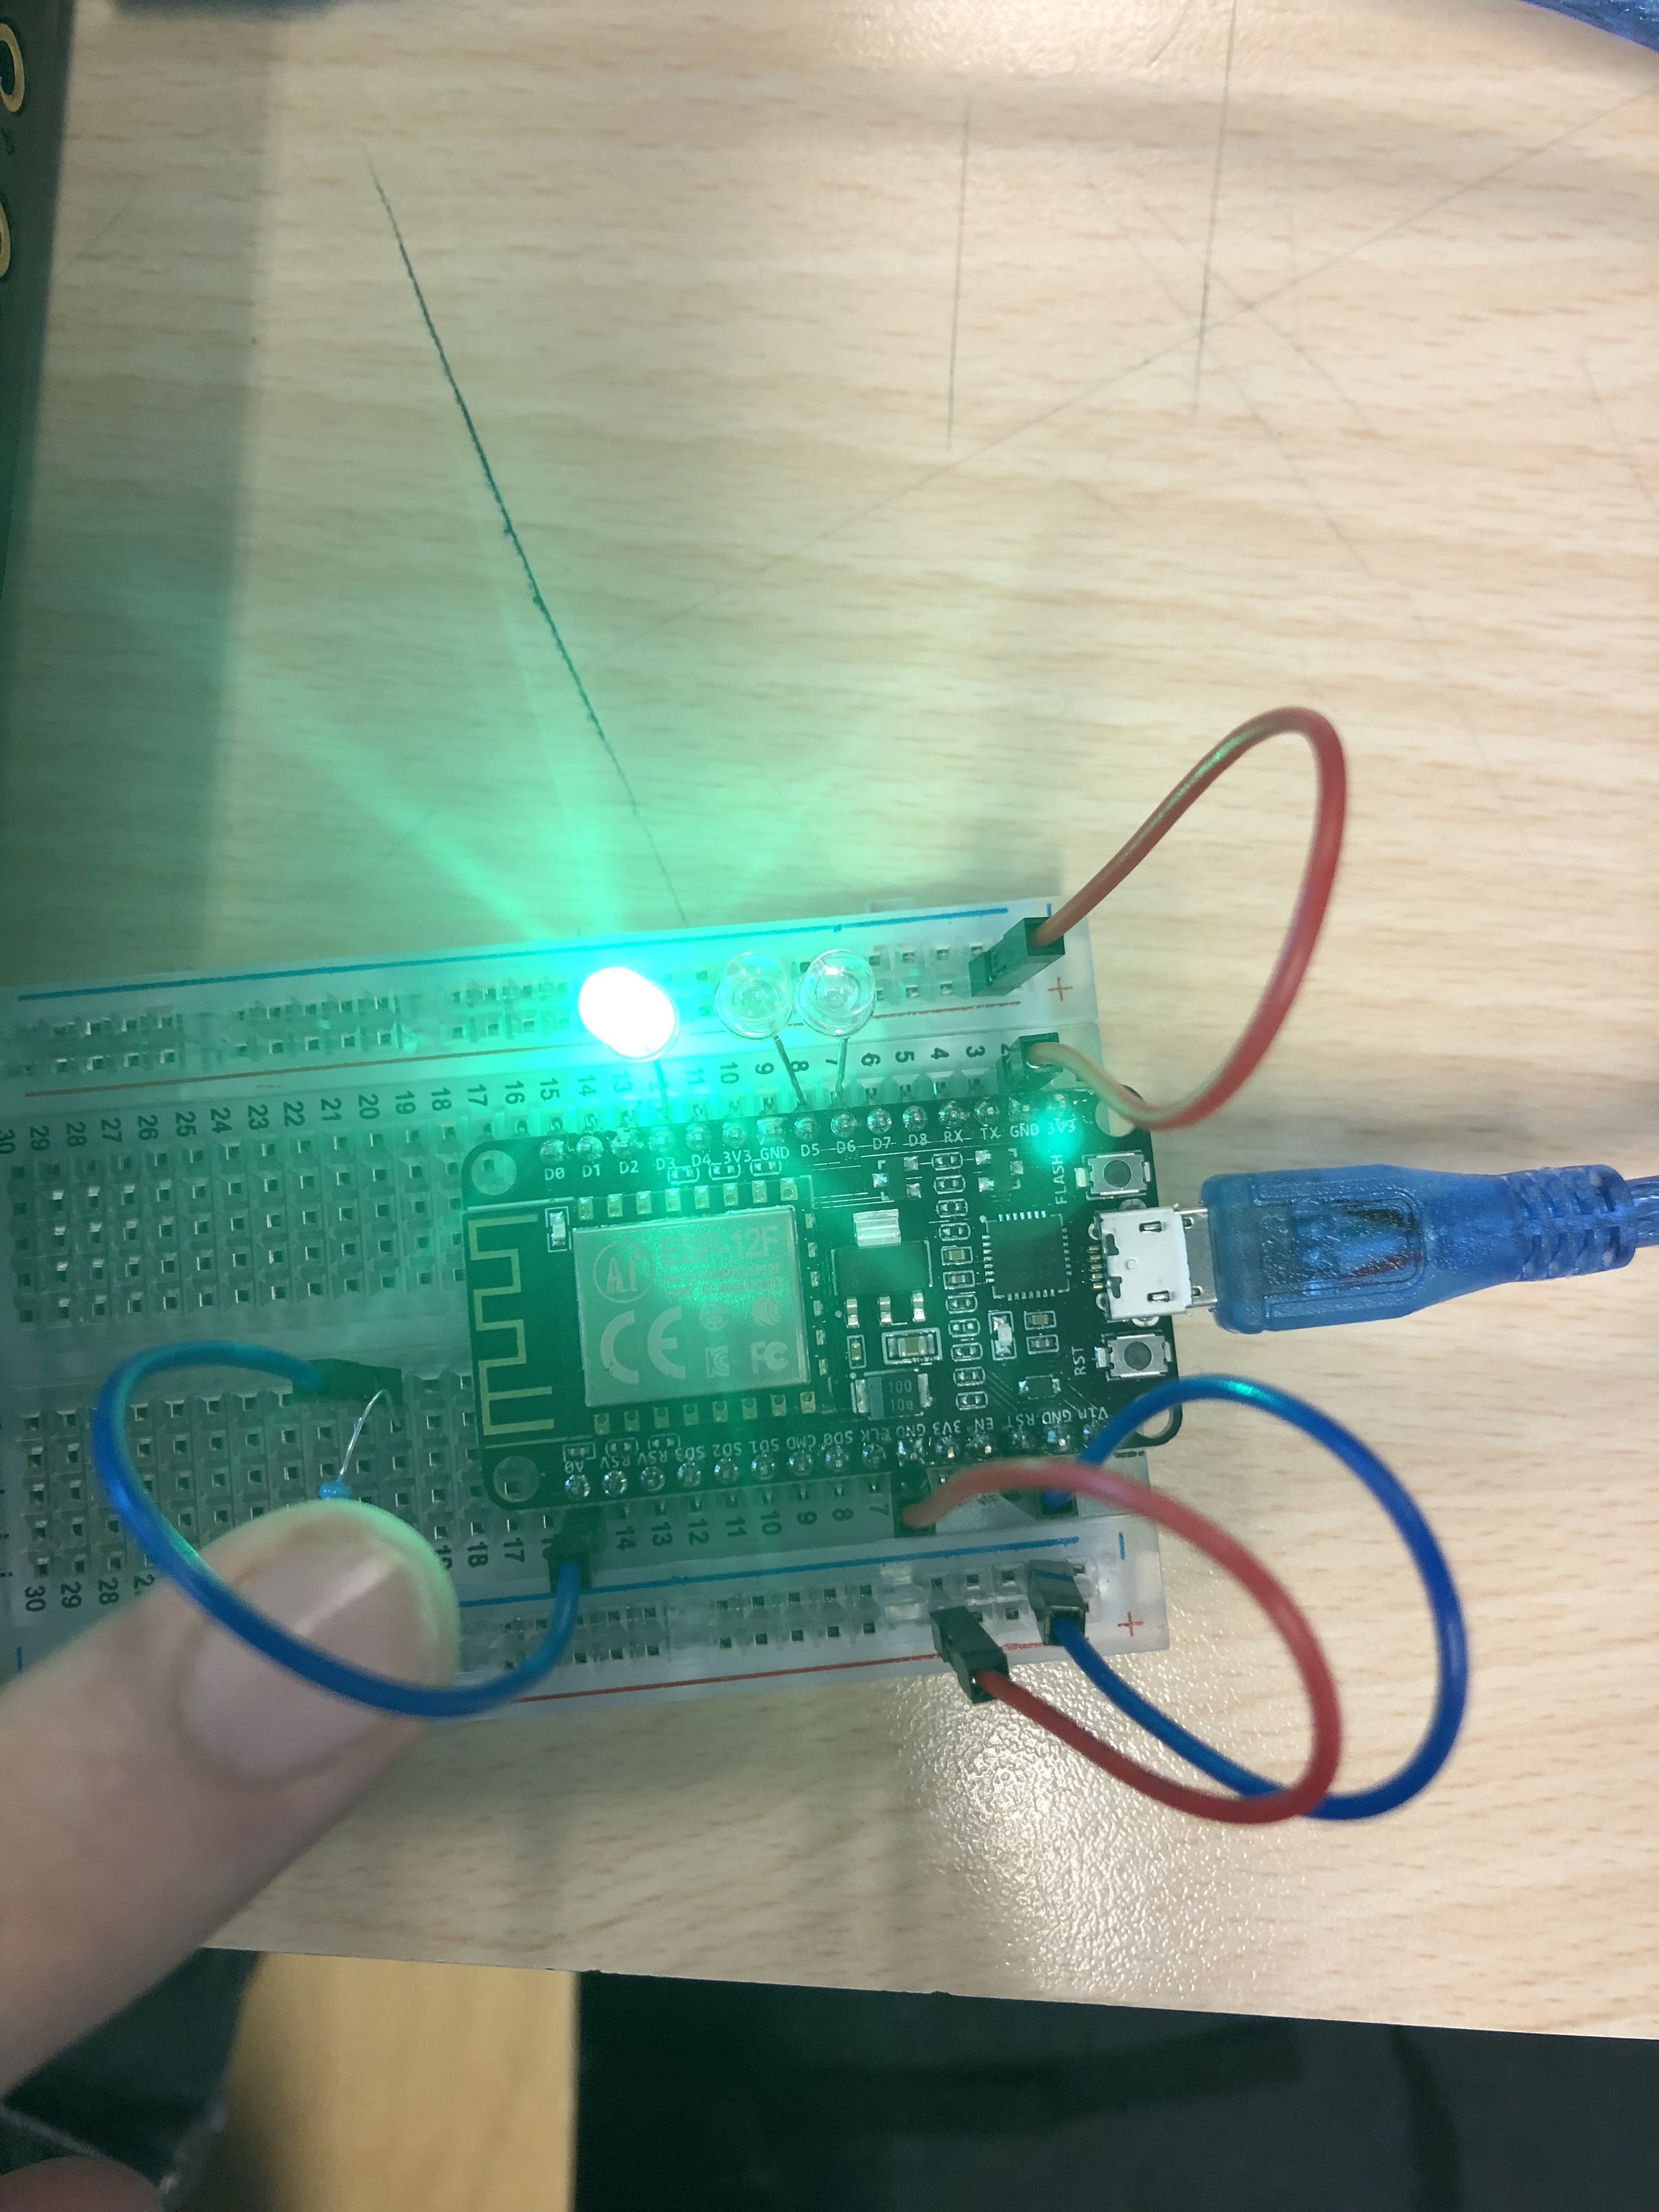 +
15 14 13 11 10 9 8 7 6 5 4 3 2
30 29 28 27 26 25 24 23 22 21 20 19 18 17 16
D0 D1 D2 D3 D4 3V3 GND D5 D6 D7 D8 RX TX GND 3V3
FLASH
Ai ESP-12F
CE FC
RST
100
10e
A0 RSV RSV SD3 SD2 SD1 CMD SD0 CLK GND 3V3 EN RST GND Vin
30 29 28 18 17 14 13 12 11 10 9 8 7
-
+